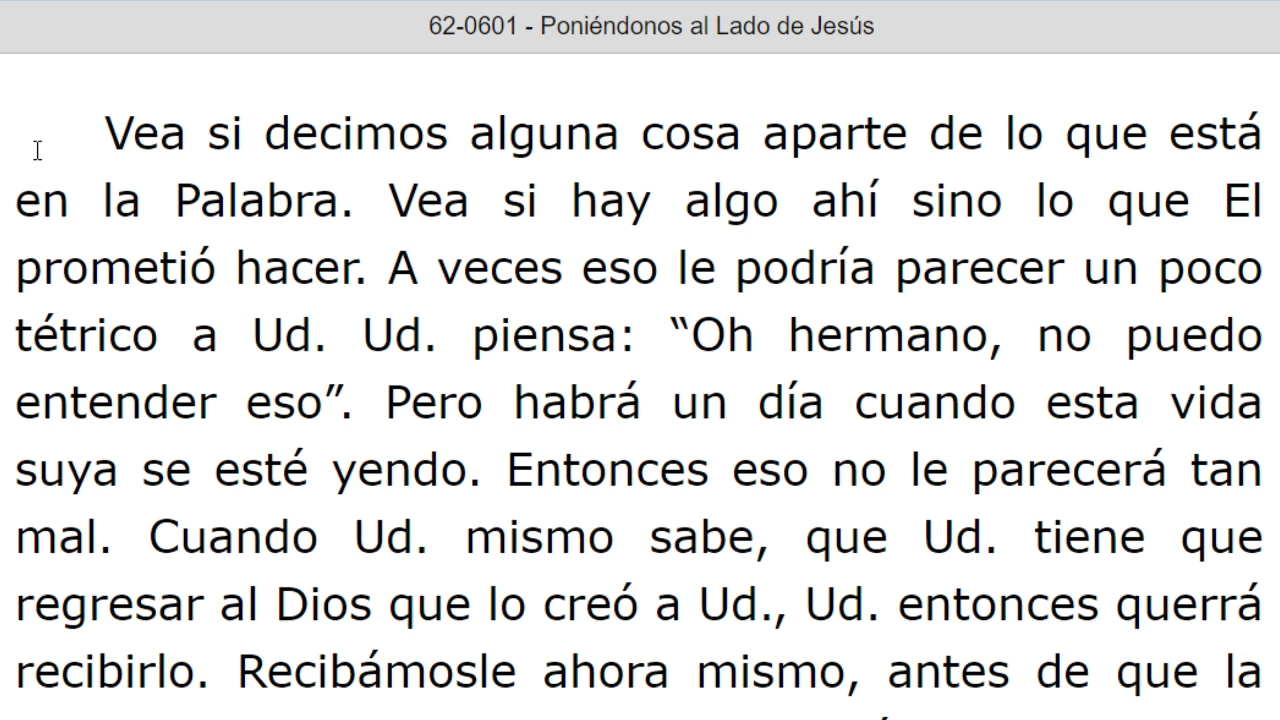 62-0601 - Poniéndonos al Lado de Jesús
Vea si decimos alguna cosa aparte de lo que está
en la Palabra. Vea si hay algo ahí sino lo que El
prometió hacer. A veces eso le podría parecer un poco
tétrico a Ud. Ud. piensa: “Oh hermano, no puedo
entender eso”. Pero habrá un día cuando esta vida
suya se esté yendo. Entonces eso no le parecerá tan
mal. Cuando Ud. mismo sabe, que Ud. tiene que
regresar al Dios que lo creó a Ud., Ud. entonces querrá
recibirlo. Recibámosle ahora mismo, antes de que la